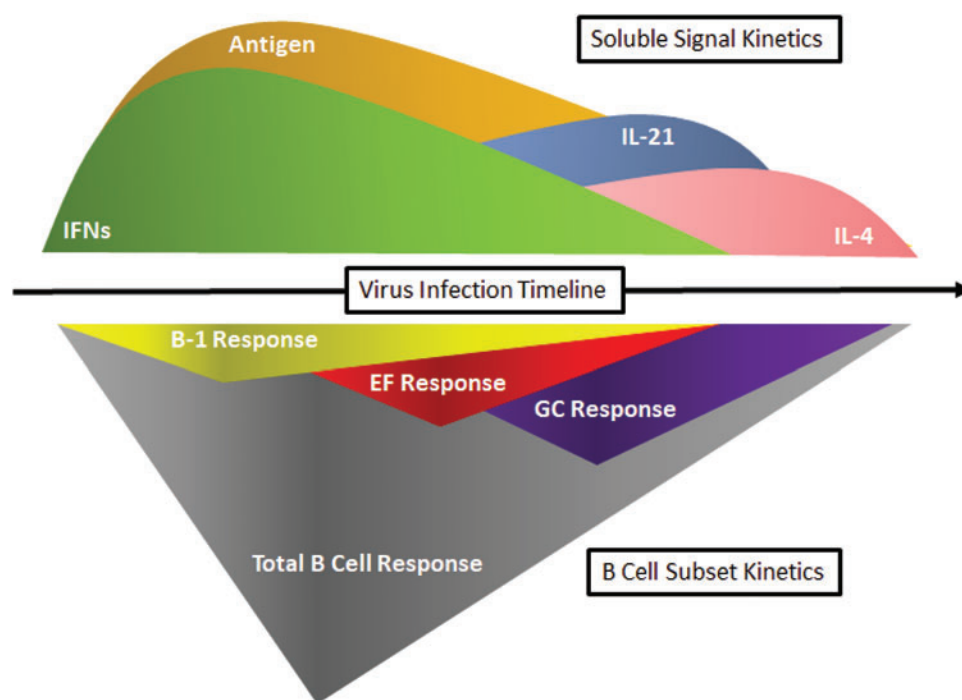 Antigen
Soluble Signal Kinetics
IL-21
IFNs
IL-4
Virus Infection Timeline
B-1 Response
EF Response
GC Response
Total B Cell Response
B Cell Subset Kinetics